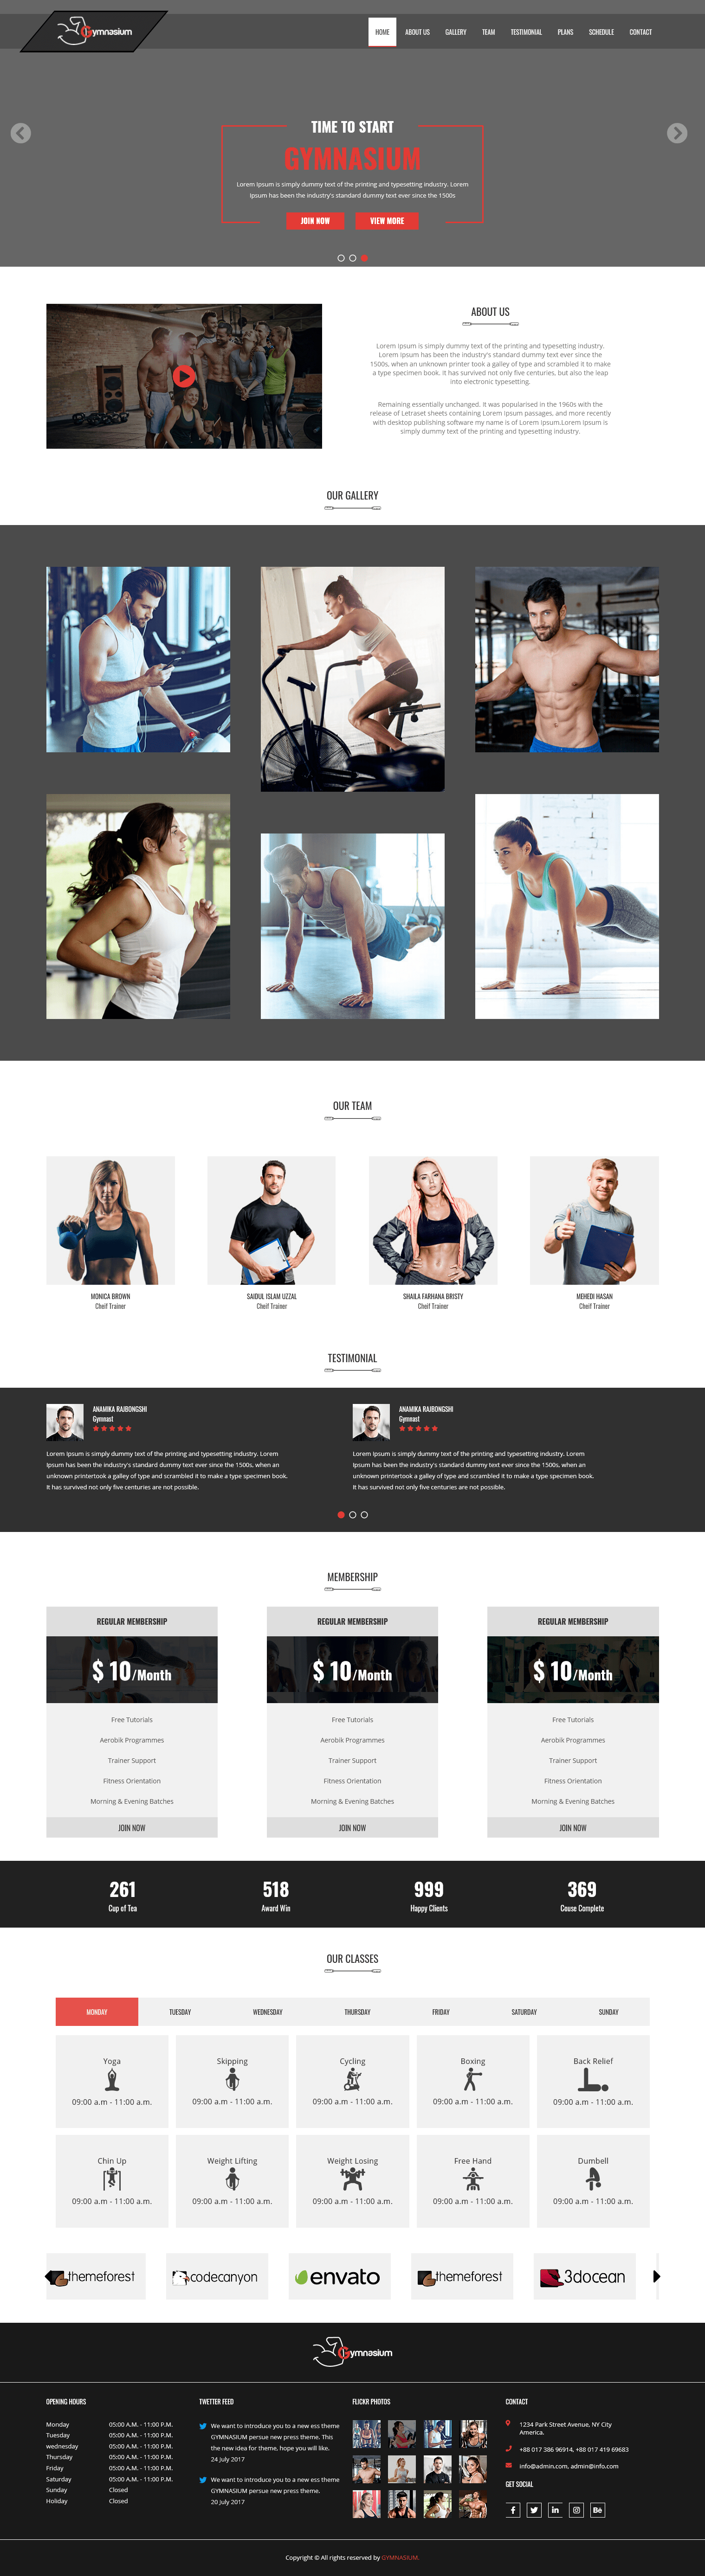 Gymnasium
HOME ABOUT US GALLERY TEAM TESTIMONIAL PLANS SCHEDULE CONTACT
TIME TO START
GYMNASIUM
Lorem Ipsum is simply dummy text of the printing and typesetting industry. Lorem
Ipsum has been the industry's standard dummy text ever since the 1500s
JOIN NOW VIEW MORE
ABOUT US
Lorem Ipsum is simply dummy text of the printing and typesetting industry.
Lorem Ipsum has been the industry's standard dummy text ever since the
1500s, when an unknown printer took a galley of type and scrambled it to make
a type specimen book. It has survived not only five centuries, but also the leap
into electronic typesetting.
Remaining essentially unchanged. It was popularised in the 1960s with the
release of Letraset sheets containing Lorem Ipsum passages, and more recently
with desktop publishing software my name is of Lorem Ipsum.Lorem Ipsum is
simply dummy text of the printing and typesetting industry.
OUR GALLERY
OUR TEAM
MONICA BROWN
Cheif Trainer
SAIDUL ISLAM UZZAL
Cheif Trainer
SHAILA FARHANA BRISTY
Cheif Trainer
MEHEDI HASAN
Cheif Trainer
TESTIMONIAL
ANAMIKA RAJBONGSHI
Gymnast
Lorem Ipsum is simply dummy text of the printing and typesetting industry. Lorem
Ipsum has been the industry's standard dummy text ever since the 1500s, when an
unknown printertook a galley of type and scrambled it to make a type specimen book.
It has survived not only five centuries are not possible.
ANAMIKA RAJBONGSHI
Gymnast
Lorem Ipsum is simply dummy text of the printing and typesetting industry. Lorem
Ipsum has been the industry's standard dummy text ever since the 1500s, when an
unknown printertook a galley of type and scrambled it to make a type specimen book.
It has survived not only five centuries are not possible.
MEMBERSHIP
REGULAR MEMBERSHIP
$ 10/Month
Free Tutorials
Aerobik Programmes
Trainer Support
Fitness Orientation
Morning & Evening Batches
JOIN NOW
REGULAR MEMBERSHIP
$ 10/Month
Free Tutorials
Aerobik Programmes
Trainer Support
Fitness Orientation
Morning & Evening Batches
JOIN NOW
REGULAR MEMBERSHIP
$ 10/Month
Free Tutorials
Aerobik Programmes
Trainer Support
Fitness Orientation
Morning & Evening Batches
JOIN NOW
261
Cup of Tea
518
Award Win
999
Happy Clients
369
Couse Complete
OUR CLASSES
MONDAY TUESDAY WEDNESDAY THURSDAY FRIDAY SATURDAY SUNDAY
Yoga
09:00 a.m - 11:00 a.m.
Skipping
09:00 a.m - 11:00 a.m.
Cycling
09:00 a.m - 11:00 a.m.
Boxing
09:00 a.m - 11:00 a.m.
Back Relief
09:00 a.m - 11:00 a.m.
Chin Up
09:00 a.m - 11:00 a.m.
Weight Lifting
09:00 a.m - 11:00 a.m.
Weight Losing
09:00 a.m - 11:00 a.m.
Free Hand
09:00 a.m - 11:00 a.m.
Dumbell
09:00 a.m - 11:00 a.m.
themeforest codecanyon envato themeforest 3docean
Gymnasium
OPENING HOURS
Monday 05:00 A.M. - 11:00 P.M.
Tuesday 05:00 A.M. - 11:00 P.M.
wednesday 05:00 A.M. - 11:00 P.M.
Thursday 05:00 A.M. - 11:00 P.M.
Friday 05:00 A.M. - 11:00 P.M.
Saturday 05:00 A.M. - 11:00 P.M.
Sunday Closed
Holiday Closed
TWETTER FEED
We want to introduce you to a new ess theme
GYMNASIUM persue new press theme. This
the new idea for theme, hope you will like.
24 July 2017
We want to introduce you to a new ess theme
GYMNASIUM persue new press theme.
20 July 2017
FLICKR PHOTOS
CONTACT
1234 Park Street Avenue, NY City
America.
+88 017 386 96914, +88 017 419 69683
info@admin.com, admin@info.com
GET SOCIAL
Copyright © All rights reserved by GYMNASIUM.